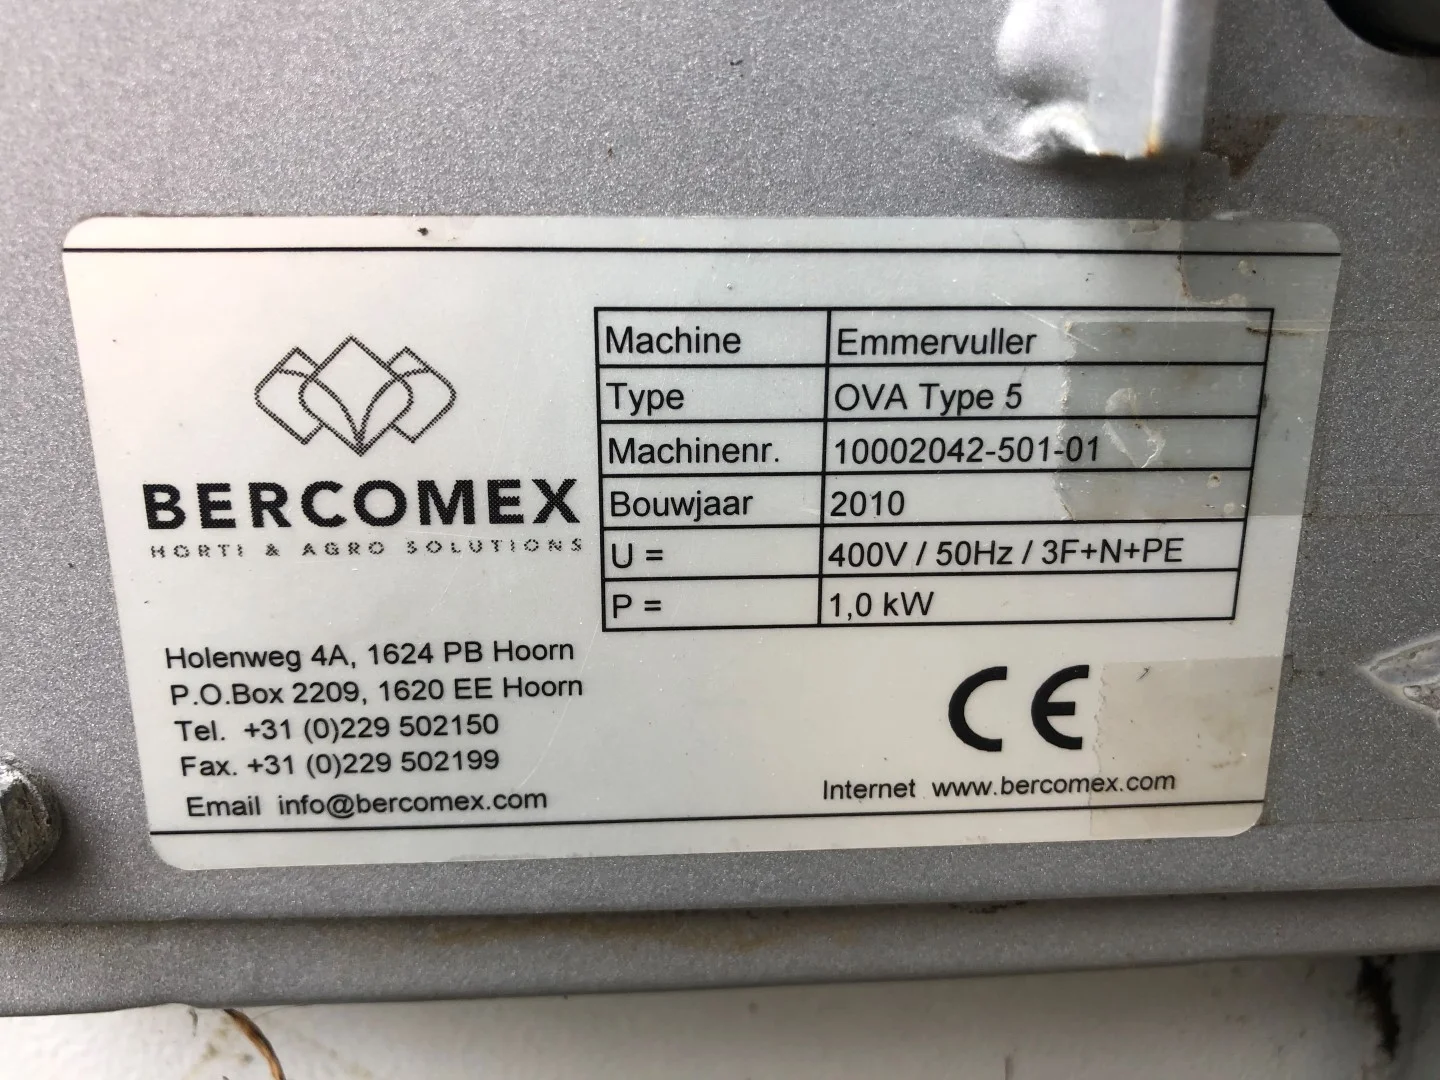 BERCOMEX
HORTI & AGRO SOLUTIONS
Machine Emmervuller
Type OVA Type 5
Machinenr. 10002042-501-01
Bouwjaar 2010
U = 400V / 50Hz / 3F+N+PE
P = 1,0 kW
Holenweg 4A, 1624 PB Hoorn
P.O.Box 2209, 1620 EE Hoorn
Tel. +31 (0)229 502150
Fax. +31 (0)229 502199
Email info@bercomex.com
CE
Internet www.bercomex.com